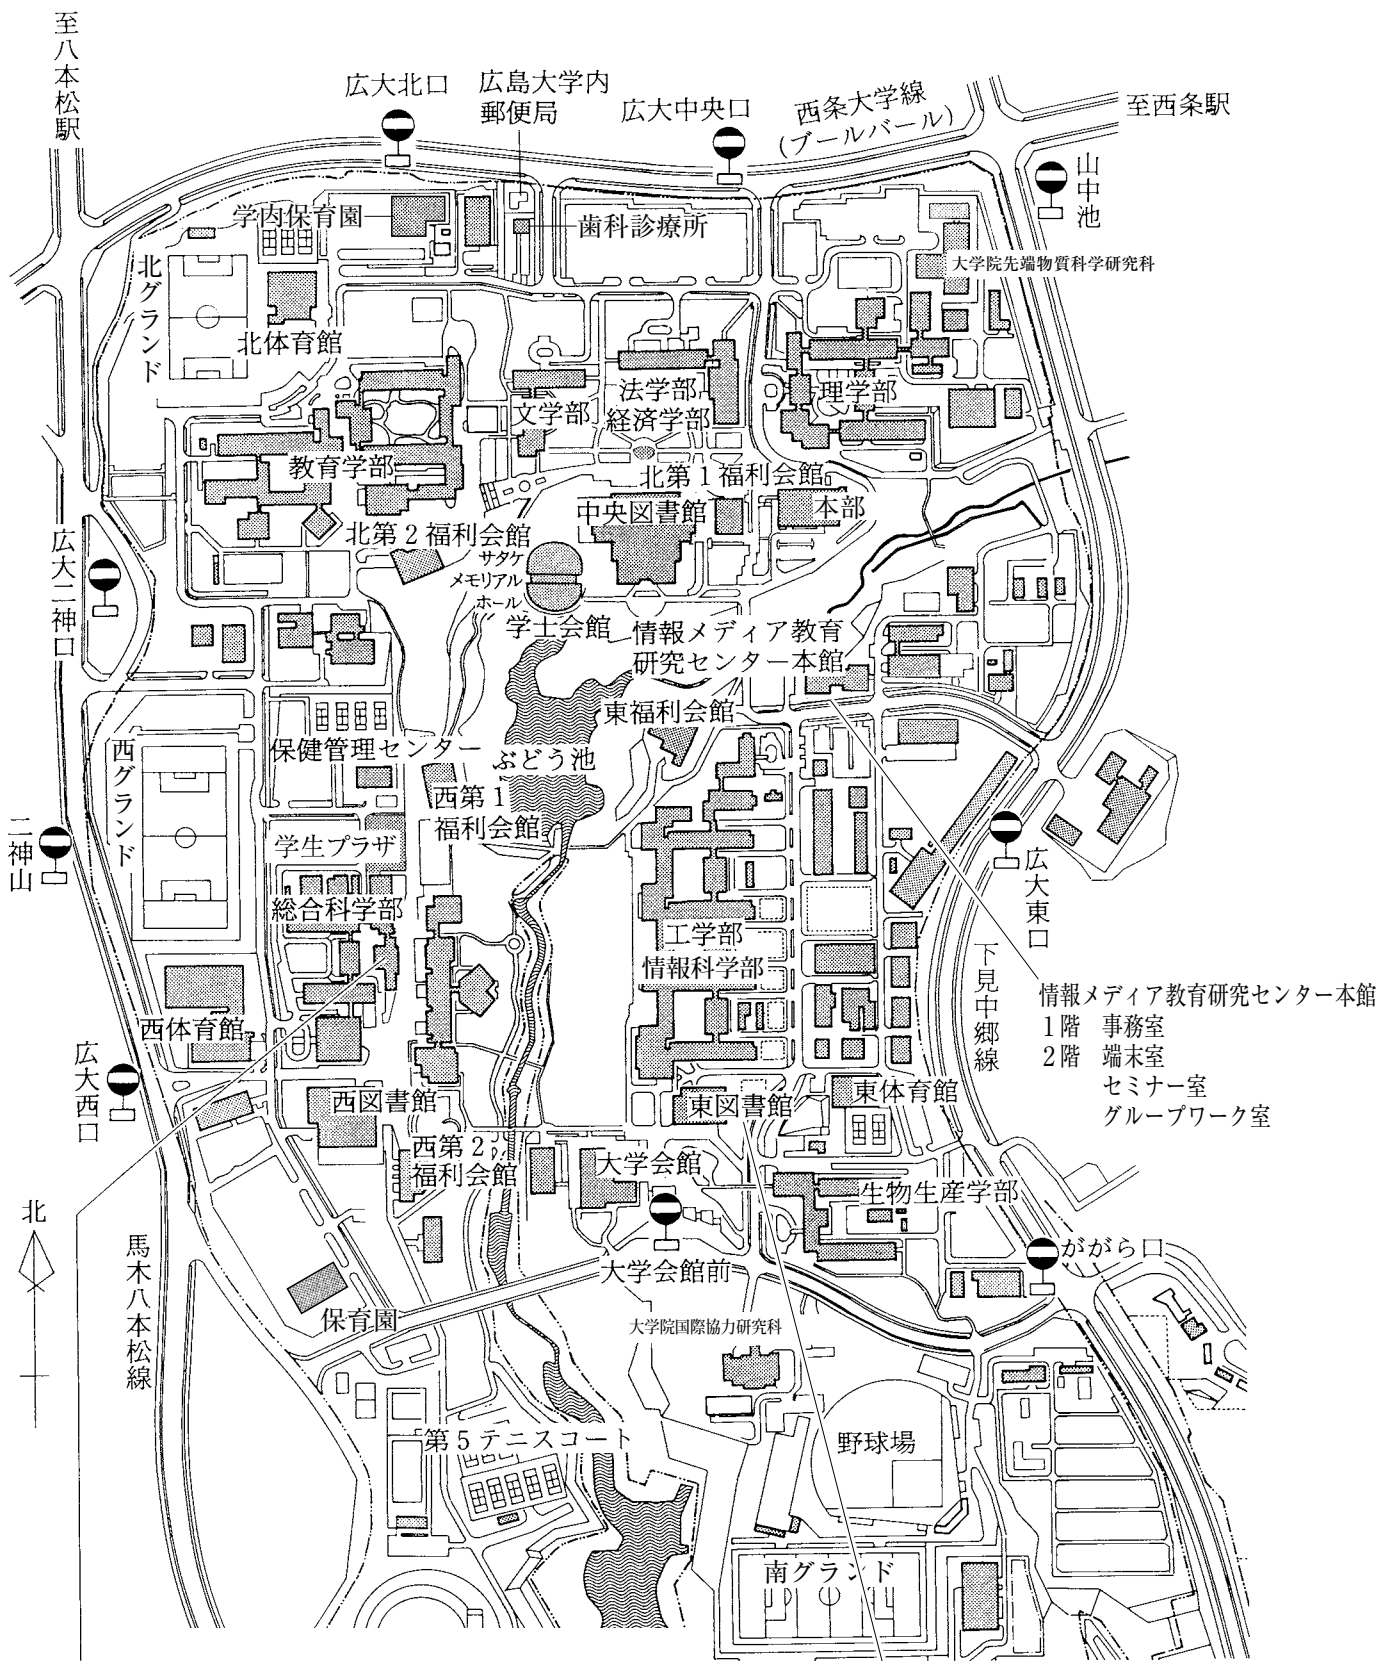 至八本松駅
広大北口
広島大学内
郵便局
広大中央口
西条大学線
(ブールバール)
至西条駅
山中池
学内保育園
歯科診療所
大学院先端物質科学研究科
北グランド
北体育館
法学部
経済学部
文学部
理学部
教育学部
北第1福利会館
中央図書館
本部
北第2福利会館
サタケ
メモリアル
ホール
学士会館
広大二神口
情報メディア教育
研究センター本館
東福利会館
保健管理センター
ぶどう池
西グランド
西第1
福利会館
二神山
学生プラザ
総合科学部
広大東口
工学部
情報科学部
下見中郷線
情報メディア教育研究センター本館
1階 事務室
2階 端末室
セミナー室
グループワーク室
西体育館
広大西口
西図書館
東図書館
東体育館
西第2
福利会館
大学会館
生物生産学部
北
馬木八本松線
大学会館前
ががら口
保育園
大学院国際協力研究科
第5テニスコート
野球場
南グランド